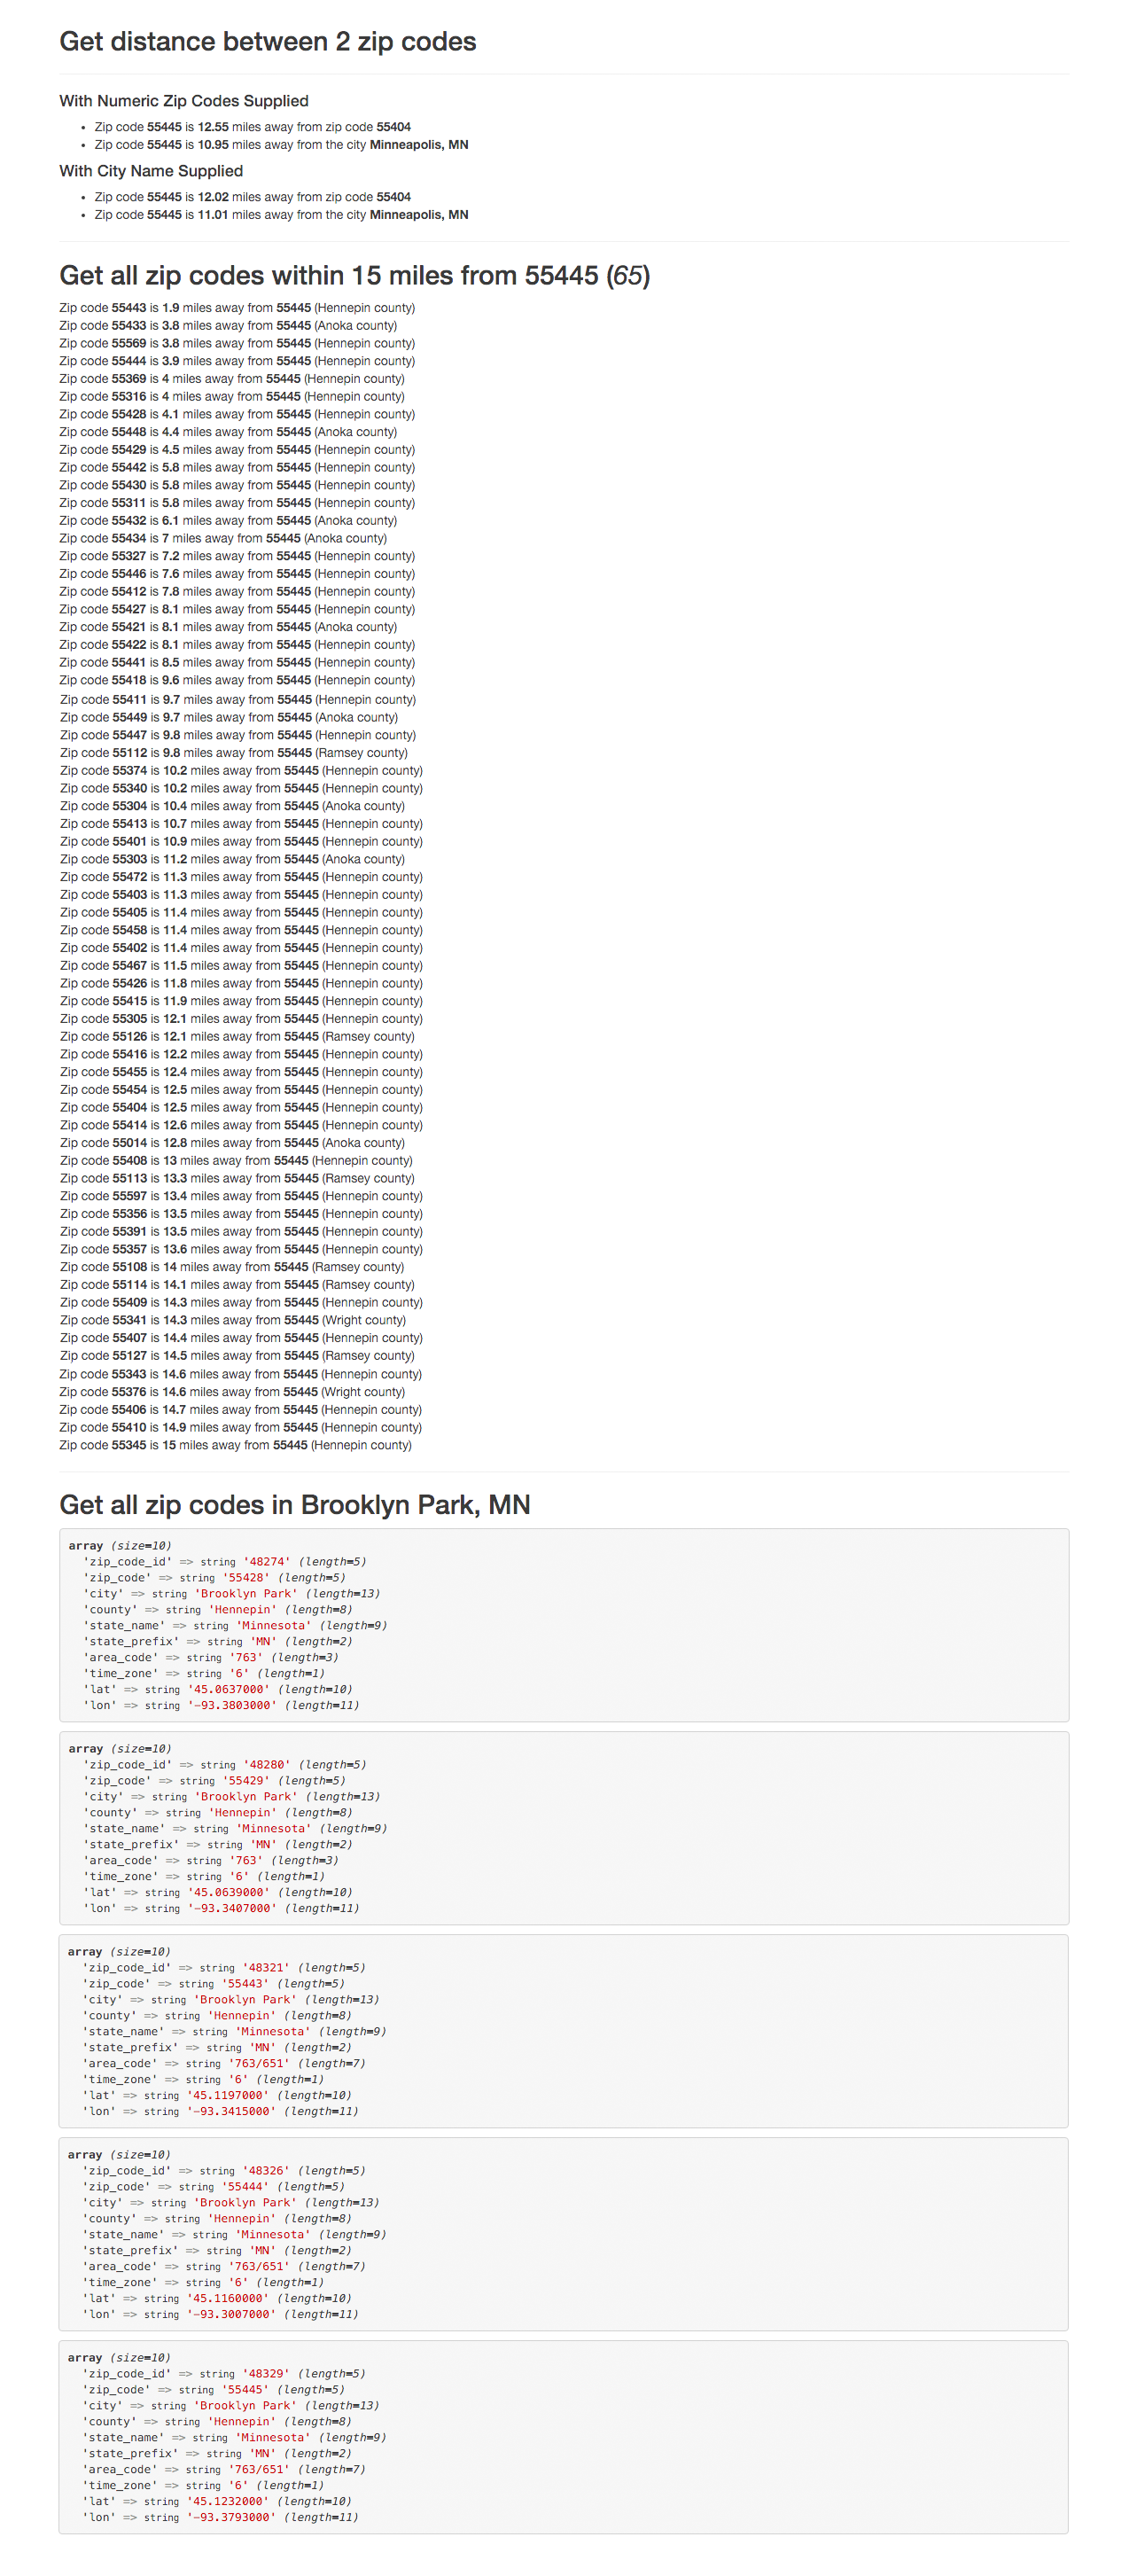 Get distance between 2 zip codes
With Numeric Zip Codes Supplied
• Zip code 55445 is 12.55 miles away from zip code 55404
• Zip code 55445 is 10.95 miles away from the city Minneapolis, MN
With City Name Supplied
• Zip code 55445 is 12.02 miles away from zip code 55404
• Zip code 55445 is 11.01 miles away from the city Minneapolis, MN
Get all zip codes within 15 miles from 55445 (65)
Zip code 55443 is 1.9 miles away from 55445 (Hennepin county)
Zip code 55433 is 3.8 miles away from 55445 (Anoka county)
Zip code 55569 is 3.8 miles away from 55445 (Hennepin county)
Zip code 55444 is 3.9 miles away from 55445 (Hennepin county)
Zip code 55369 is 4 miles away from 55445 (Hennepin county)
Zip code 55316 is 4 miles away from 55445 (Hennepin county)
Zip code 55428 is 4.1 miles away from 55445 (Hennepin county)
Zip code 55448 is 4.4 miles away from 55445 (Anoka county)
Zip code 55429 is 4.5 miles away from 55445 (Hennepin county)
Zip code 55442 is 5.8 miles away from 55445 (Hennepin county)
Zip code 55430 is 5.8 miles away from 55445 (Hennepin county)
Zip code 55311 is 5.8 miles away from 55445 (Hennepin county)
Zip code 55432 is 6.1 miles away from 55445 (Anoka county)
Zip code 55434 is 7 miles away from 55445 (Anoka county)
Zip code 55327 is 7.2 miles away from 55445 (Hennepin county)
Zip code 55446 is 7.6 miles away from 55445 (Hennepin county)
Zip code 55412 is 7.8 miles away from 55445 (Hennepin county)
Zip code 55427 is 8.1 miles away from 55445 (Hennepin county)
Zip code 55421 is 8.1 miles away from 55445 (Anoka county)
Zip code 55422 is 8.1 miles away from 55445 (Hennepin county)
Zip code 55441 is 8.5 miles away from 55445 (Hennepin county)
Zip code 55418 is 9.6 miles away from 55445 (Hennepin county)
Zip code 55411 is 9.7 miles away from 55445 (Hennepin county)
Zip code 55449 is 9.7 miles away from 55445 (Anoka county)
Zip code 55447 is 9.8 miles away from 55445 (Hennepin county)
Zip code 55112 is 9.8 miles away from 55445 (Ramsey county)
Zip code 55374 is 10.2 miles away from 55445 (Hennepin county)
Zip code 55340 is 10.2 miles away from 55445 (Hennepin county)
Zip code 55304 is 10.4 miles away from 55445 (Anoka county)
Zip code 55413 is 10.7 miles away from 55445 (Hennepin county)
Zip code 55401 is 10.9 miles away from 55445 (Hennepin county)
Zip code 55303 is 11.2 miles away from 55445 (Anoka county)
Zip code 55472 is 11.3 miles away from 55445 (Hennepin county)
Zip code 55403 is 11.3 miles away from 55445 (Hennepin county)
Zip code 55405 is 11.4 miles away from 55445 (Hennepin county)
Zip code 55458 is 11.4 miles away from 55445 (Hennepin county)
Zip code 55402 is 11.4 miles away from 55445 (Hennepin county)
Zip code 55467 is 11.5 miles away from 55445 (Hennepin county)
Zip code 55426 is 11.8 miles away from 55445 (Hennepin county)
Zip code 55415 is 11.9 miles away from 55445 (Hennepin county)
Zip code 55305 is 12.1 miles away from 55445 (Hennepin county)
Zip code 55126 is 12.1 miles away from 55445 (Ramsey county)
Zip code 55416 is 12.2 miles away from 55445 (Hennepin county)
Zip code 55455 is 12.4 miles away from 55445 (Hennepin county)
Zip code 55454 is 12.5 miles away from 55445 (Hennepin county)
Zip code 55404 is 12.5 miles away from 55445 (Hennepin county)
Zip code 55414 is 12.6 miles away from 55445 (Hennepin county)
Zip code 55014 is 12.8 miles away from 55445 (Anoka county)
Zip code 55408 is 13 miles away from 55445 (Hennepin county)
Zip code 55113 is 13.3 miles away from 55445 (Ramsey county)
Zip code 55597 is 13.4 miles away from 55445 (Hennepin county)
Zip code 55356 is 13.5 miles away from 55445 (Hennepin county)
Zip code 55391 is 13.5 miles away from 55445 (Hennepin county)
Zip code 55357 is 13.6 miles away from 55445 (Hennepin county)
Zip code 55108 is 14 miles away from 55445 (Ramsey county)
Zip code 55114 is 14.1 miles away from 55445 (Ramsey county)
Zip code 55409 is 14.3 miles away from 55445 (Hennepin county)
Zip code 55341 is 14.3 miles away from 55445 (Wright county)
Zip code 55407 is 14.4 miles away from 55445 (Hennepin county)
Zip code 55127 is 14.5 miles away from 55445 (Ramsey county)
Zip code 55343 is 14.6 miles away from 55445 (Hennepin county)
Zip code 55376 is 14.6 miles away from 55445 (Wright county)
Zip code 55406 is 14.7 miles away from 55445 (Hennepin county)
Zip code 55410 is 14.9 miles away from 55445 (Hennepin county)
Zip code 55345 is 15 miles away from 55445 (Hennepin county)
Get all zip codes in Brooklyn Park, MN
array (size=10)
'zip_code_id' => string '48274' (length=5)
'zip_code' => string '55428' (length=5)
'city' => string 'Brooklyn Park' (length=13)
'county' => string 'Hennepin' (length=8)
'state_name' => string 'Minnesota' (length=9)
'state_prefix' => string 'MN' (length=2)
'area_code' => string '763' (length=3)
'time_zone' => string '6' (length=1)
'lat' => string '45.0637000' (length=10)
'lon' => string '-93.3803000' (length=11)
array (size=10)
'zip_code_id' => string '48280' (length=5)
'zip_code' => string '55429' (length=5)
'city' => string 'Brooklyn Park' (length=13)
'county' => string 'Hennepin' (length=8)
'state_name' => string 'Minnesota' (length=9)
'state_prefix' => string 'MN' (length=2)
'area_code' => string '763' (length=3)
'time_zone' => string '6' (length=1)
'lat' => string '45.0639000' (length=10)
'lon' => string '-93.3407000' (length=11)
array (size=10)
'zip_code_id' => string '48321' (length=5)
'zip_code' => string '55443' (length=5)
'city' => string 'Brooklyn Park' (length=13)
'county' => string 'Hennepin' (length=8)
'state_name' => string 'Minnesota' (length=9)
'state_prefix' => string 'MN' (length=2)
'area_code' => string '763/651' (length=7)
'time_zone' => string '6' (length=1)
'lat' => string '45.1197000' (length=10)
'lon' => string '-93.3415000' (length=11)
array (size=10)
'zip_code_id' => string '48326' (length=5)
'zip_code' => string '55444' (length=5)
'city' => string 'Brooklyn Park' (length=13)
'county' => string 'Hennepin' (length=8)
'state_name' => string 'Minnesota' (length=9)
'state_prefix' => string 'MN' (length=2)
'area_code' => string '763/651' (length=7)
'time_zone' => string '6' (length=1)
'lat' => string '45.1160000' (length=10)
'lon' => string '-93.3007000' (length=11)
array (size=10)
'zip_code_id' => string '48329' (length=5)
'zip_code' => string '55445' (length=5)
'city' => string 'Brooklyn Park' (length=13)
'county' => string 'Hennepin' (length=8)
'state_name' => string 'Minnesota' (length=9)
'state_prefix' => string 'MN' (length=2)
'area_code' => string '763/651' (length=7)
'time_zone' => string '6' (length=1)
'lat' => string '45.1232000' (length=10)
'lon' => string '-93.3793000' (length=11)